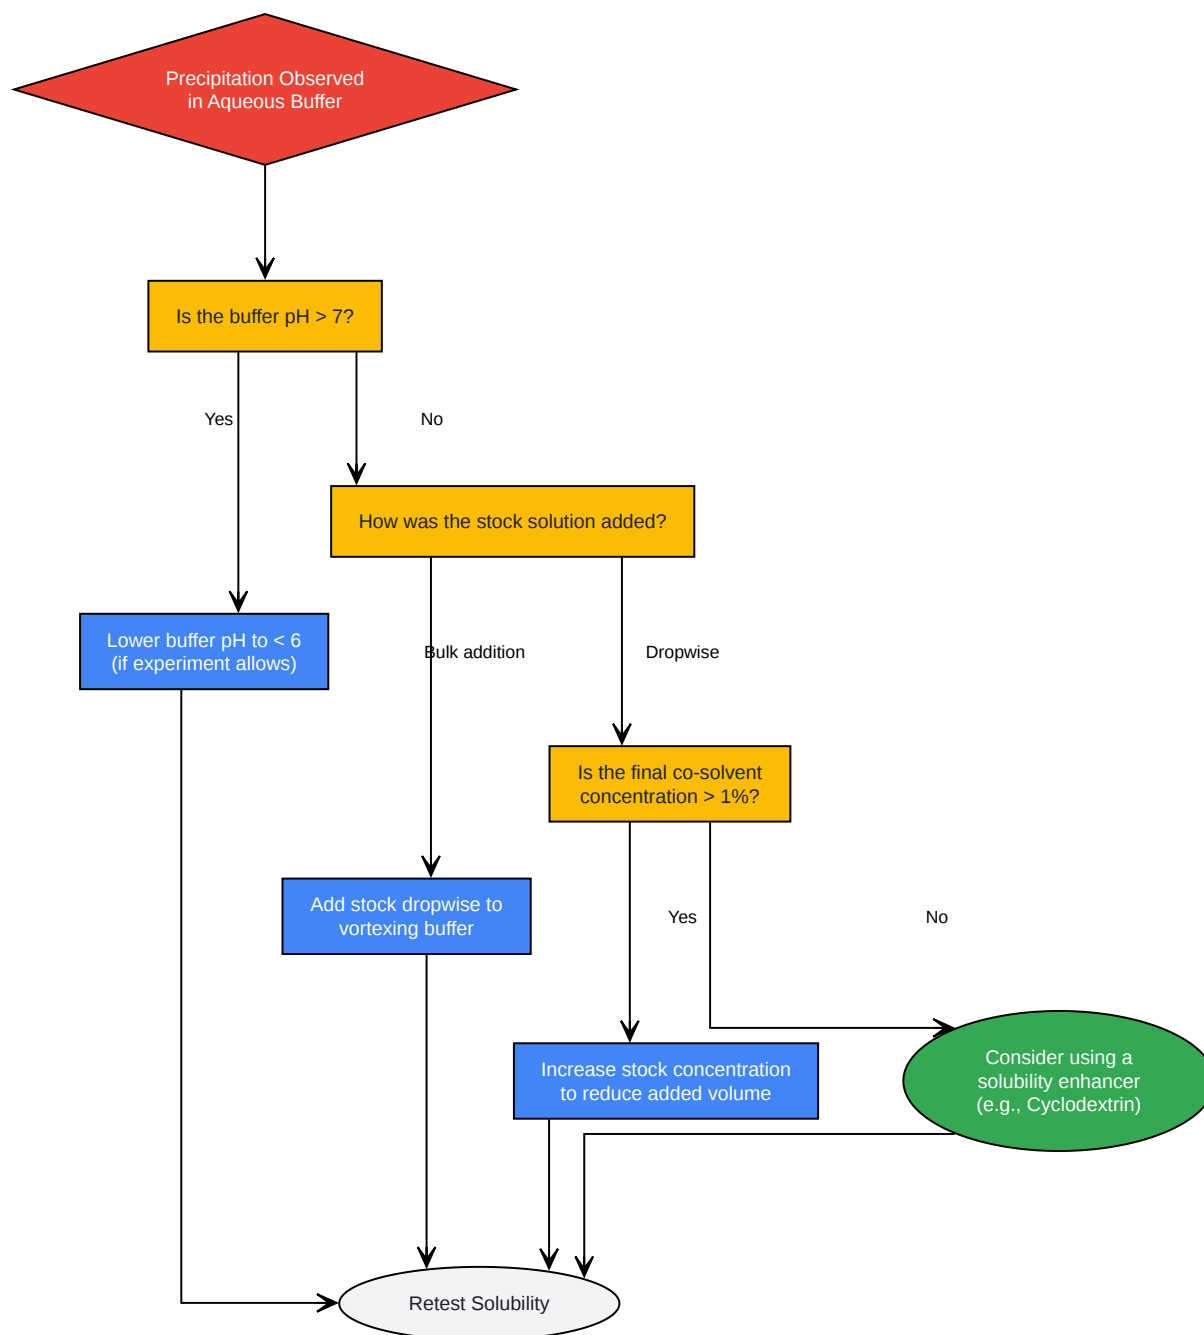 Precipitation Observed
in Aqueous Buffer
Is the buffer pH > 7?
Yes
No
How was the stock solution added?
Lower buffer pH to < 6
(if experiment allows)
Bulk addition
Dropwise
Is the final co-solvent
concentration > 1%?
Add stock dropwise to
vortexing buffer
Yes
No
Increase stock concentration
to reduce added volume
Consider using a
solubility enhancer
(e.g., Cyclodextrin)
Retest Solubility